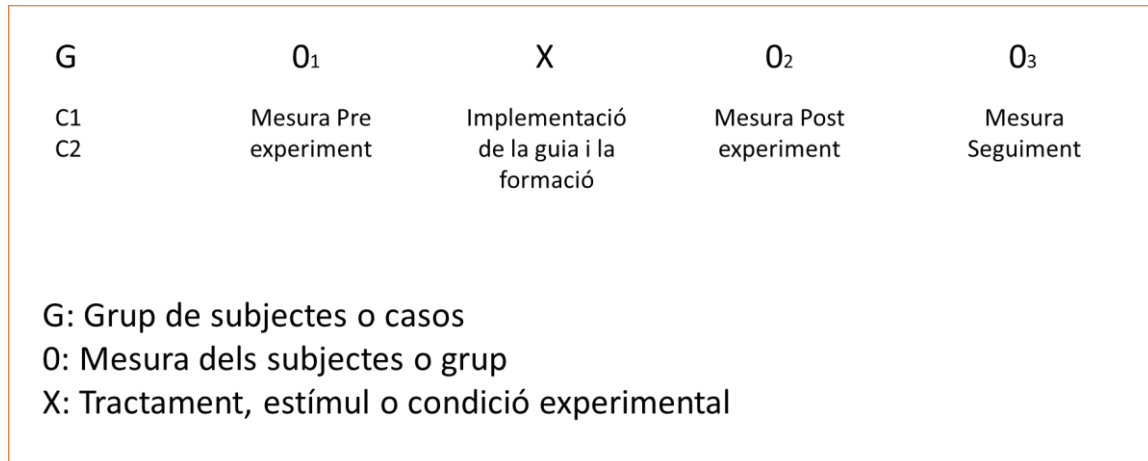 G 0₁ X 0₂ 0₃
C1 Mesura Pre Implementació Mesura Post Mesura
C2 experiment de la guia i la experiment Seguiment
formació
G: Grup de subjectes o casos
0: Mesura dels subjectes o grup
X: Tractament, estímul o condició experimental